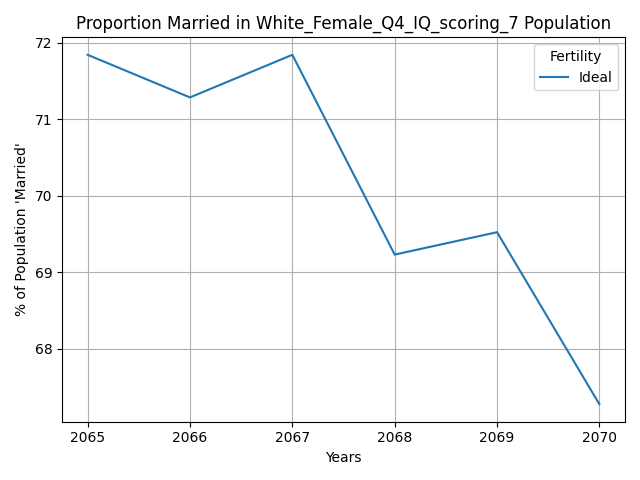 Proportion Married in White_Female_Q4_IQ_scoring_7 Population
72
71
70
69
68
% of Population 'Married'
Fertility
Ideal
2065 2066 2067 2068 2069 2070
Years